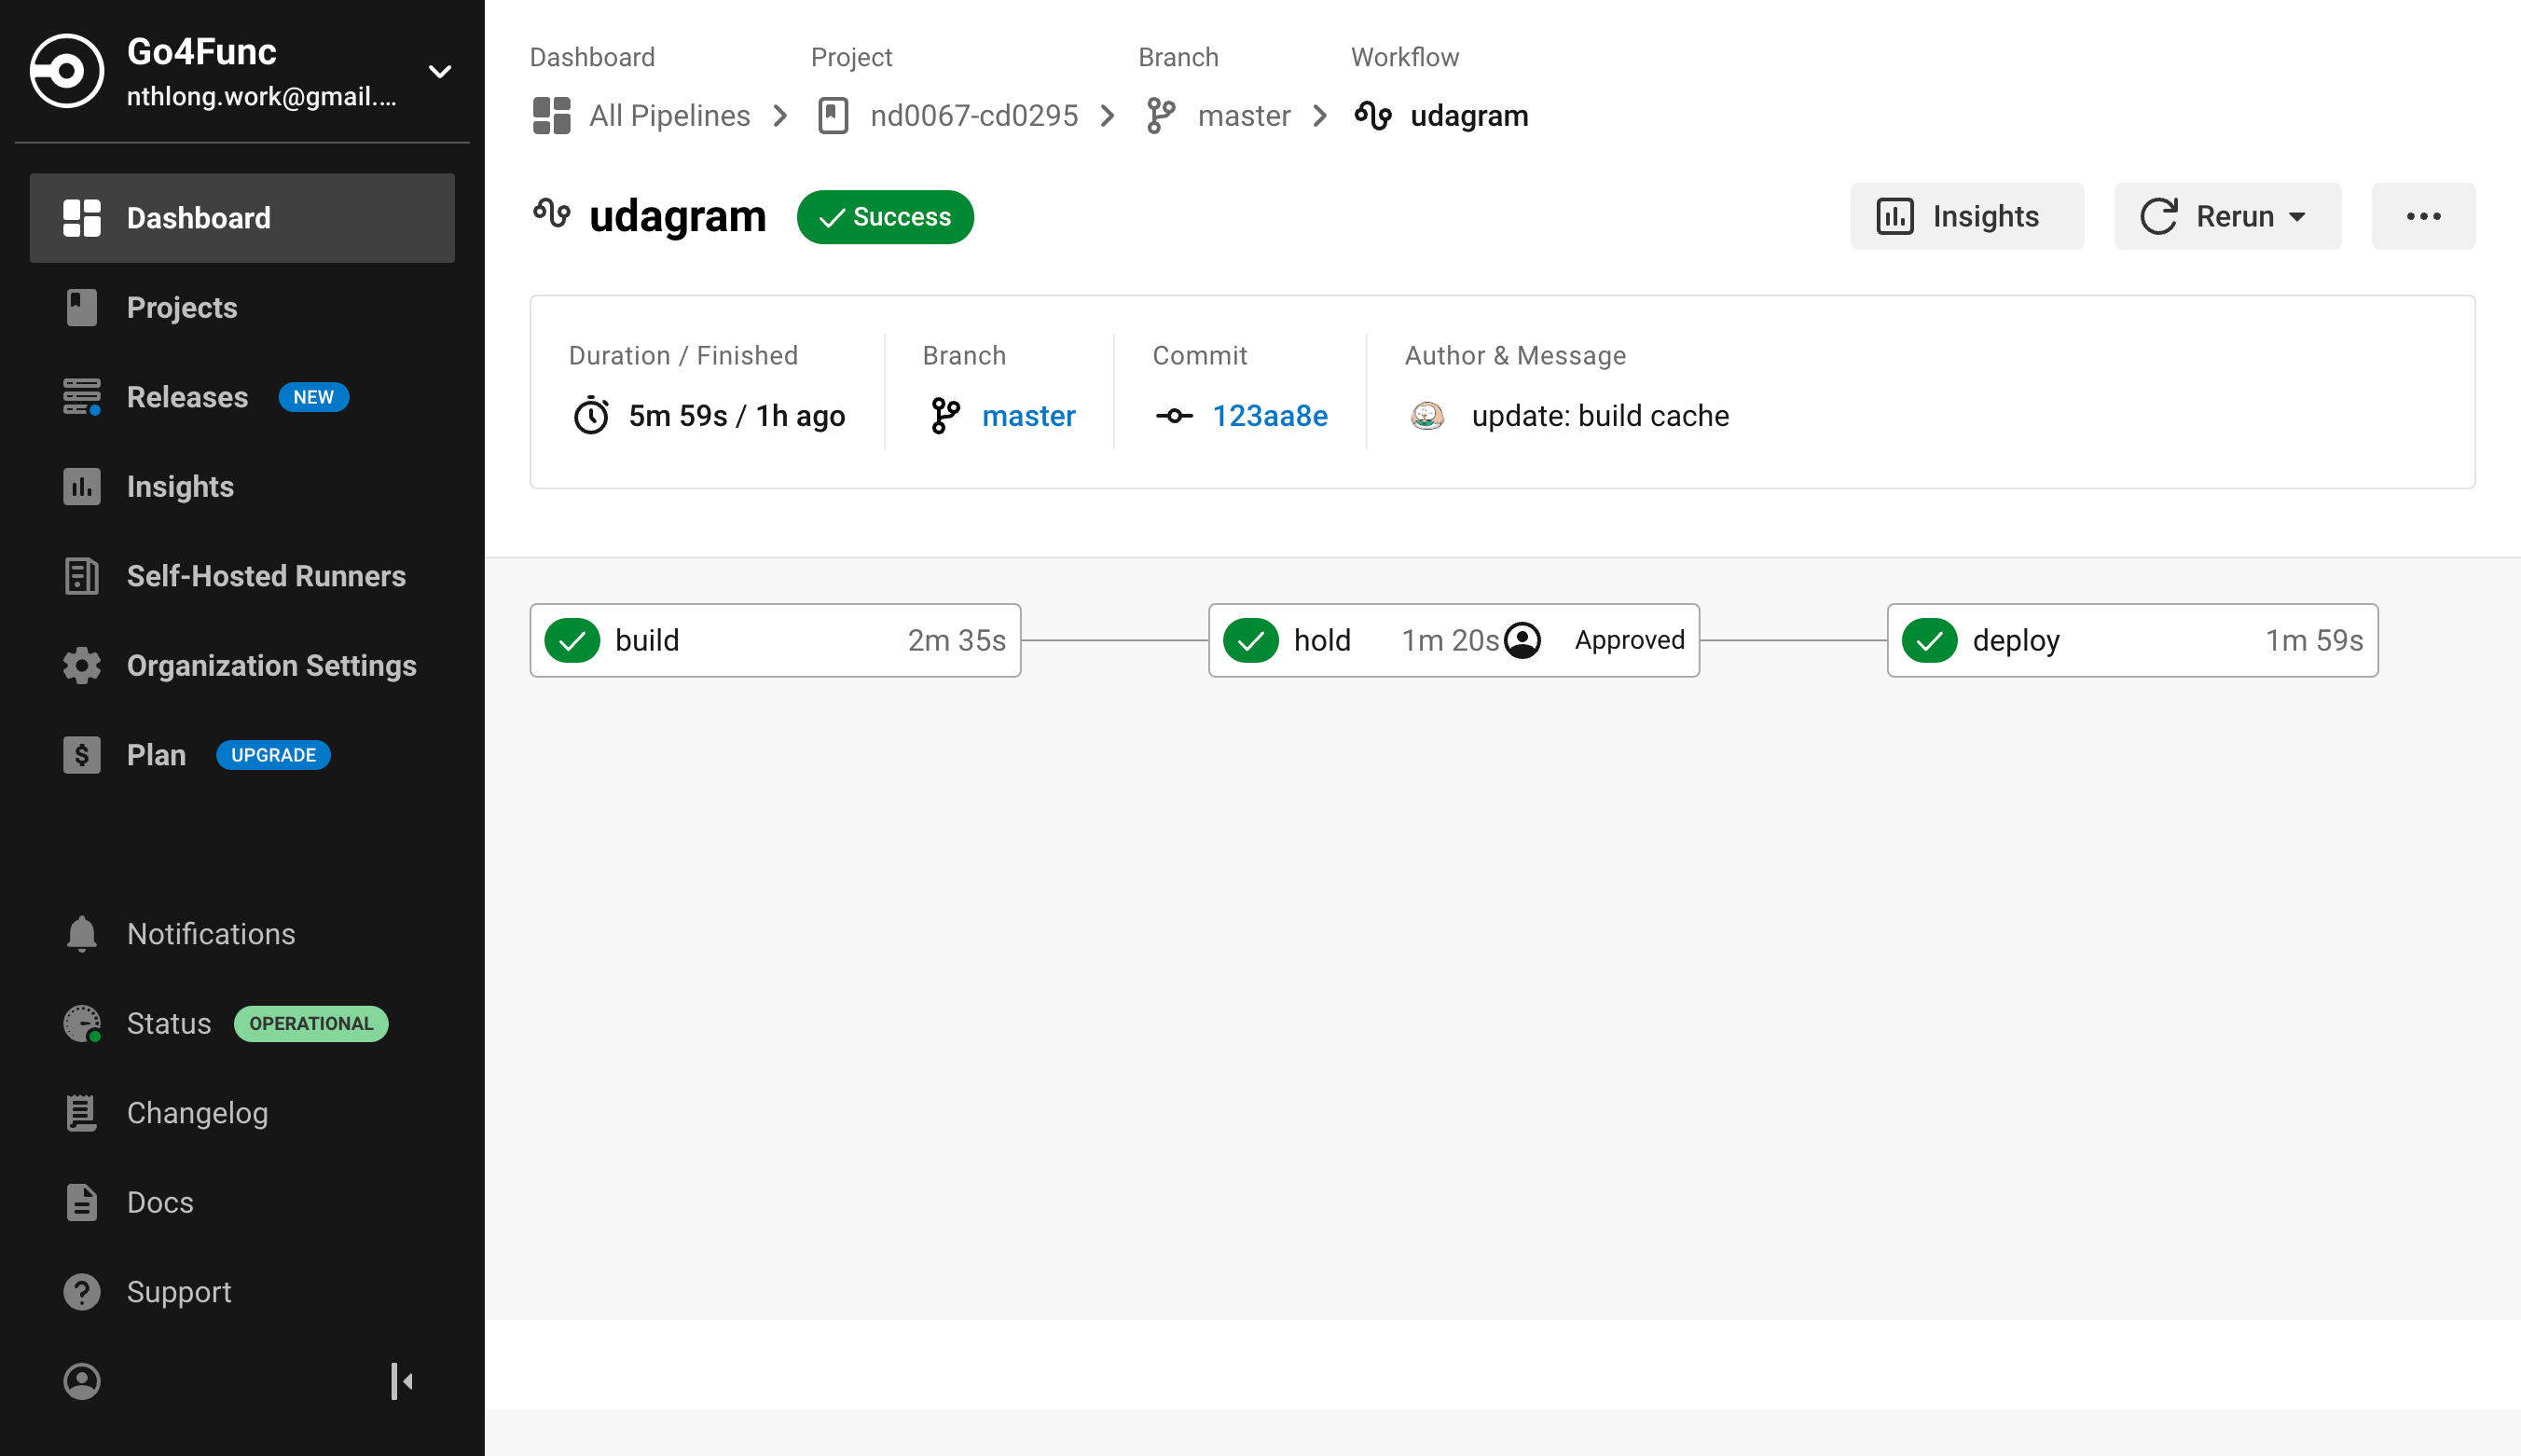 Go4Func
nthlong.work@gmail....
Dashboard
Projects
Releases NEW
Insights
Self-Hosted Runners
Organization Settings
Plan UPGRADE
Notifications
Status OPERATIONAL
Changelog
Docs
Support
Dashboard Project Branch Workflow
All Pipelines nd0067-cd0295 master udagram
udagram Success Insights Rerun
Duration / Finished Branch Commit Author & Message
5m 59s / 1h ago master 123aa8e update: build cache
build 2m 35s hold 1m 20s Approved deploy 1m 59s